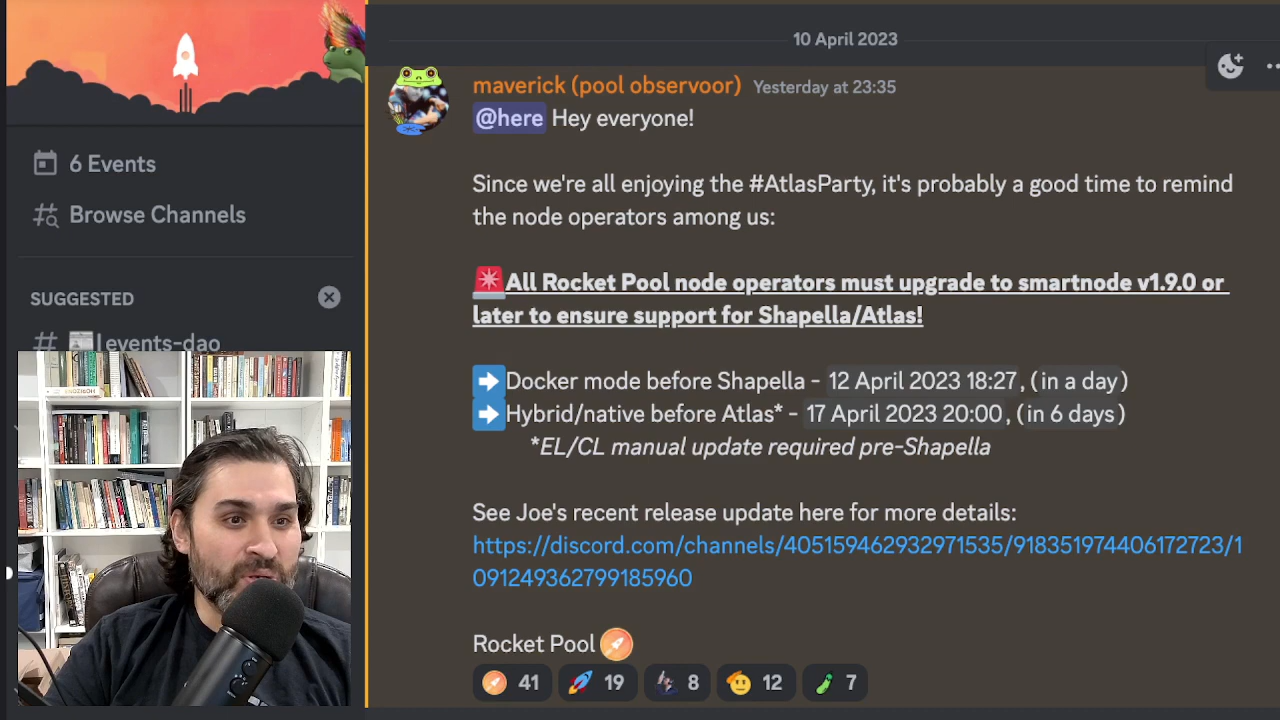 10 April 2023
maverick (pool observoor) Yesterday at 23:35
@here Hey everyone!
Since we're all enjoying the #AtlasParty, it's probably a good time to remind
the node operators among us:
🚨All Rocket Pool node operators must upgrade to smartnode v1.9.0 or
later to ensure support for Shapella/Atlas!
➡️Docker mode before Shapella - 12 April 2023 18:27, (in a day)
➡️Hybrid/native before Atlas* - 17 April 2023 20:00, (in 6 days)
*EL/CL manual update required pre-Shapella
See Joe's recent release update here for more details:
https://discord.com/channels/405159462932971535/918351974406172723/1
091249362799185960
Rocket Pool
41 19 8 12 7
6 Events
Browse Channels
SUGGESTED
# 📰|events-dao